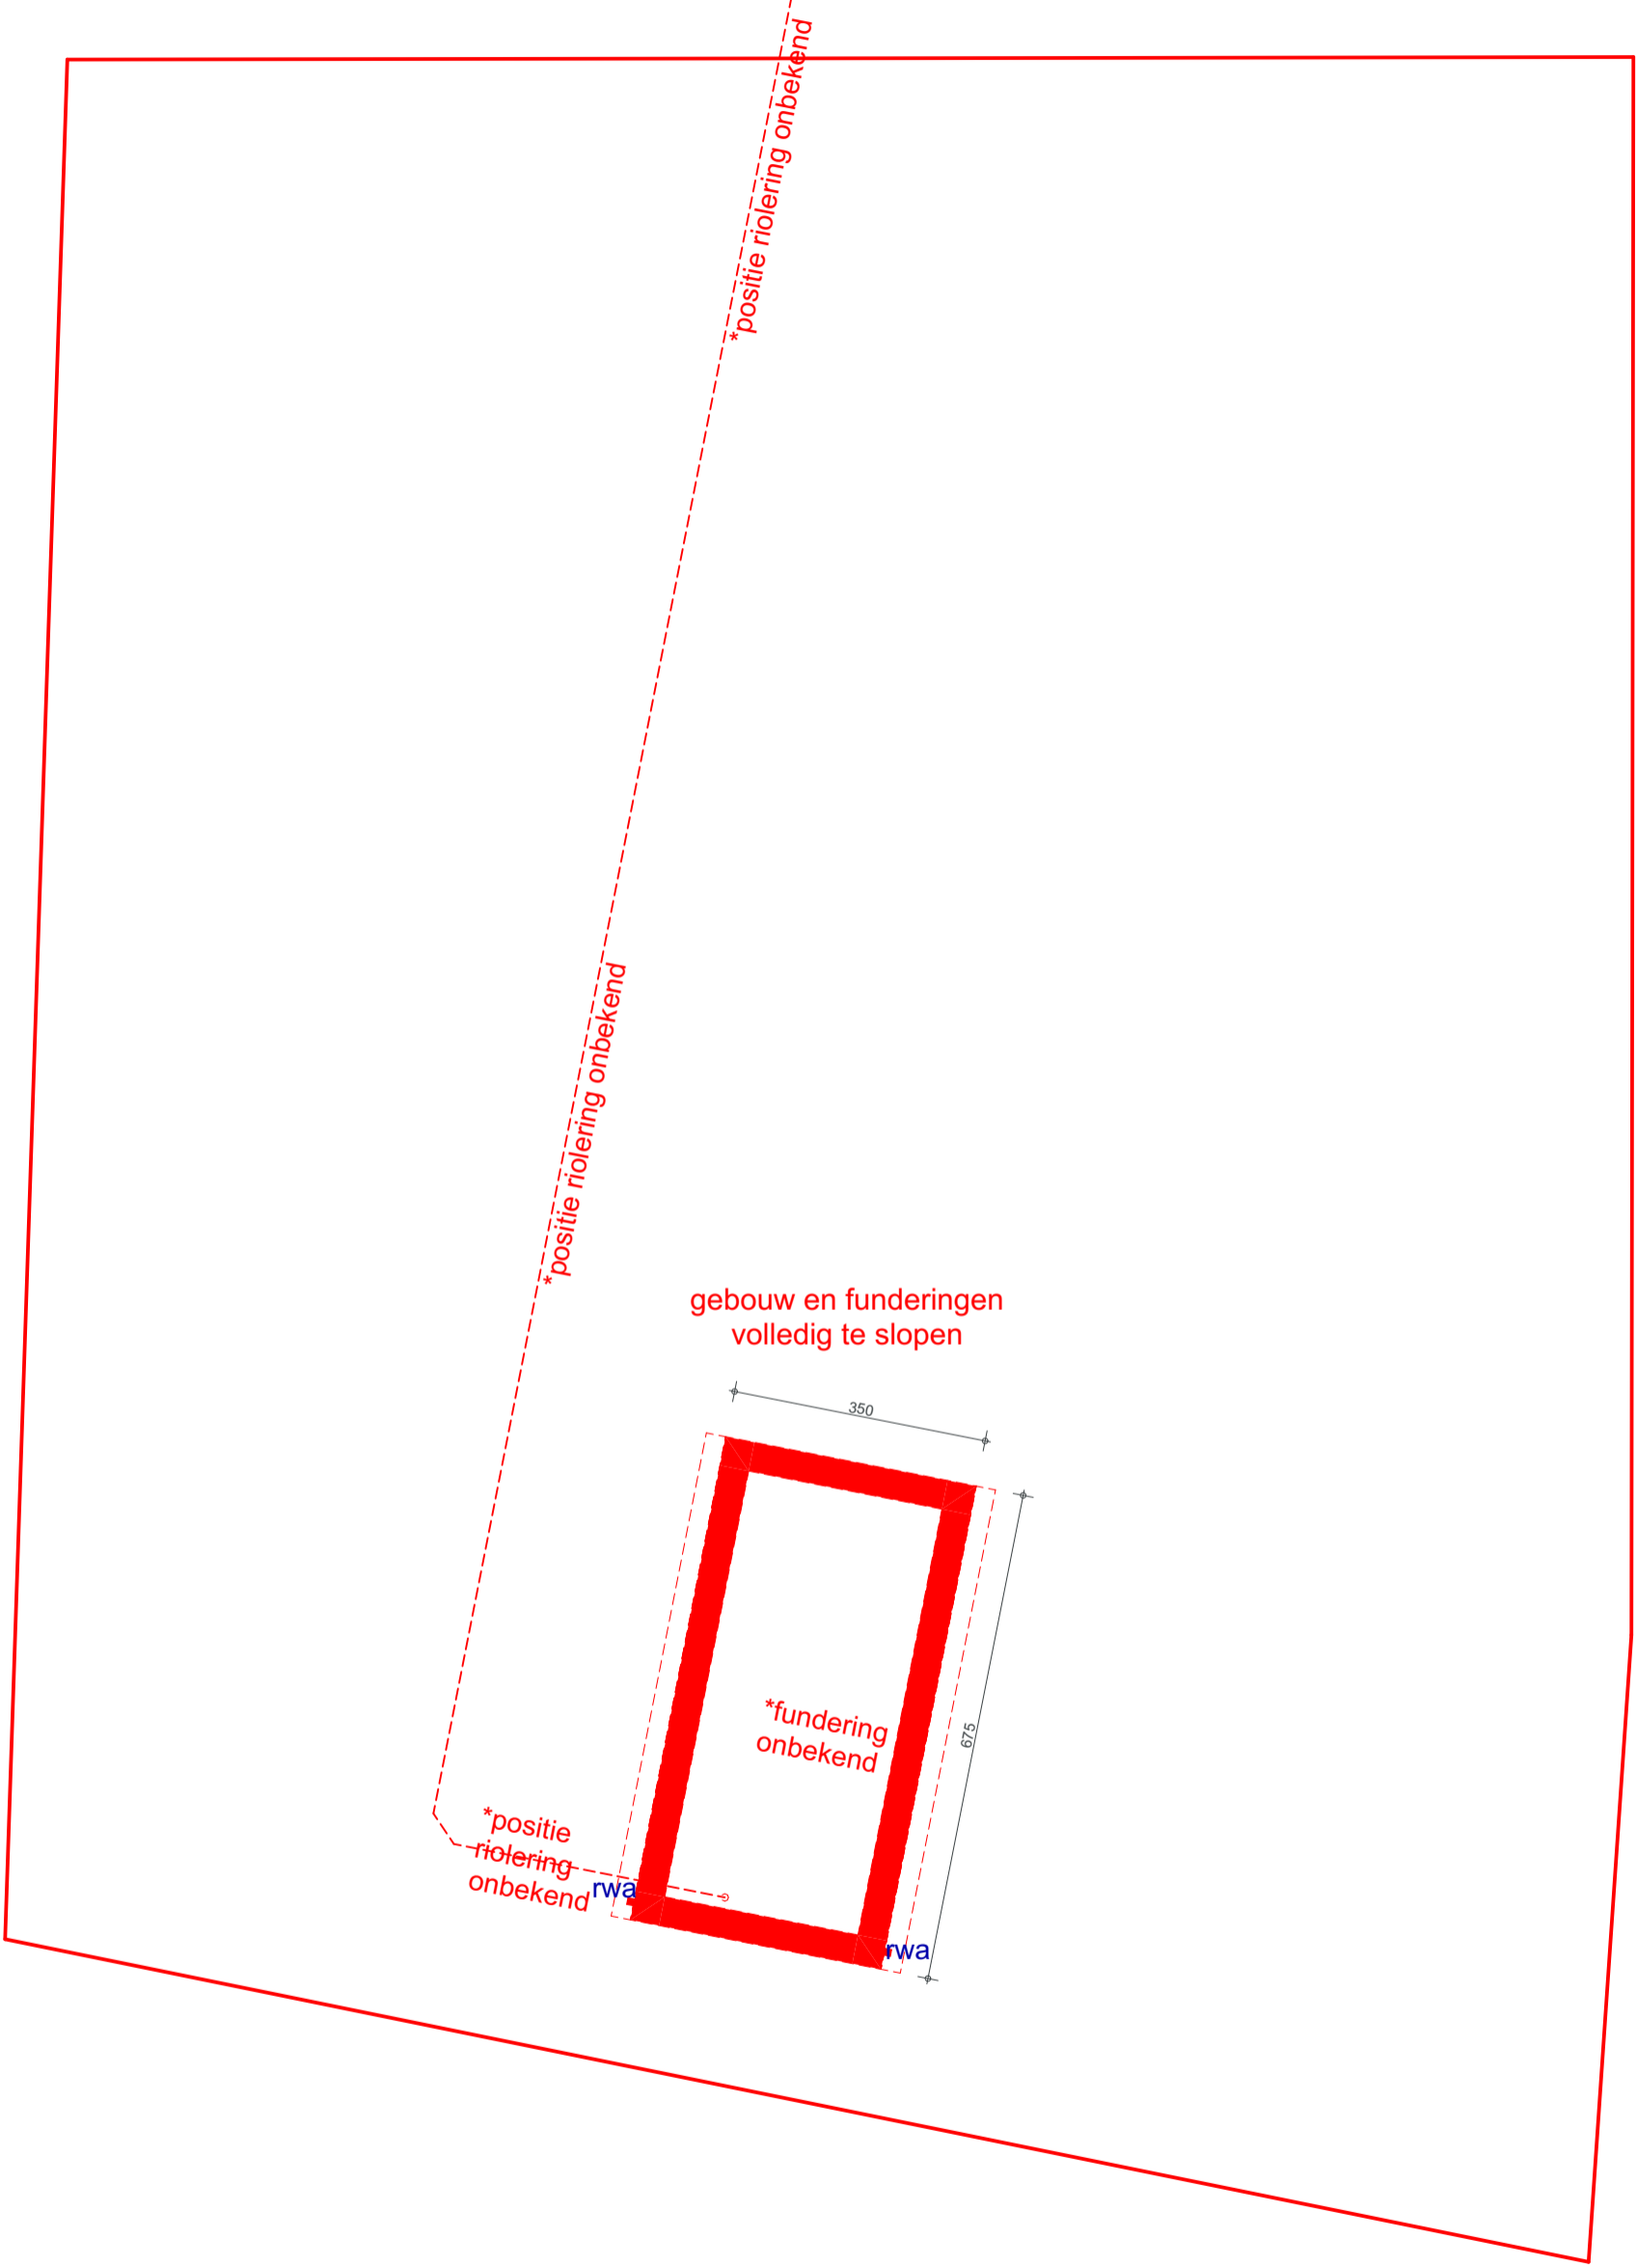 *positie riolering onbekend
*positie riolering onbekend
gebouw en funderingen
volledig te slopen
350
675
*fundering
onbekend
*positie
riolering
onbekend
rwa
rwa